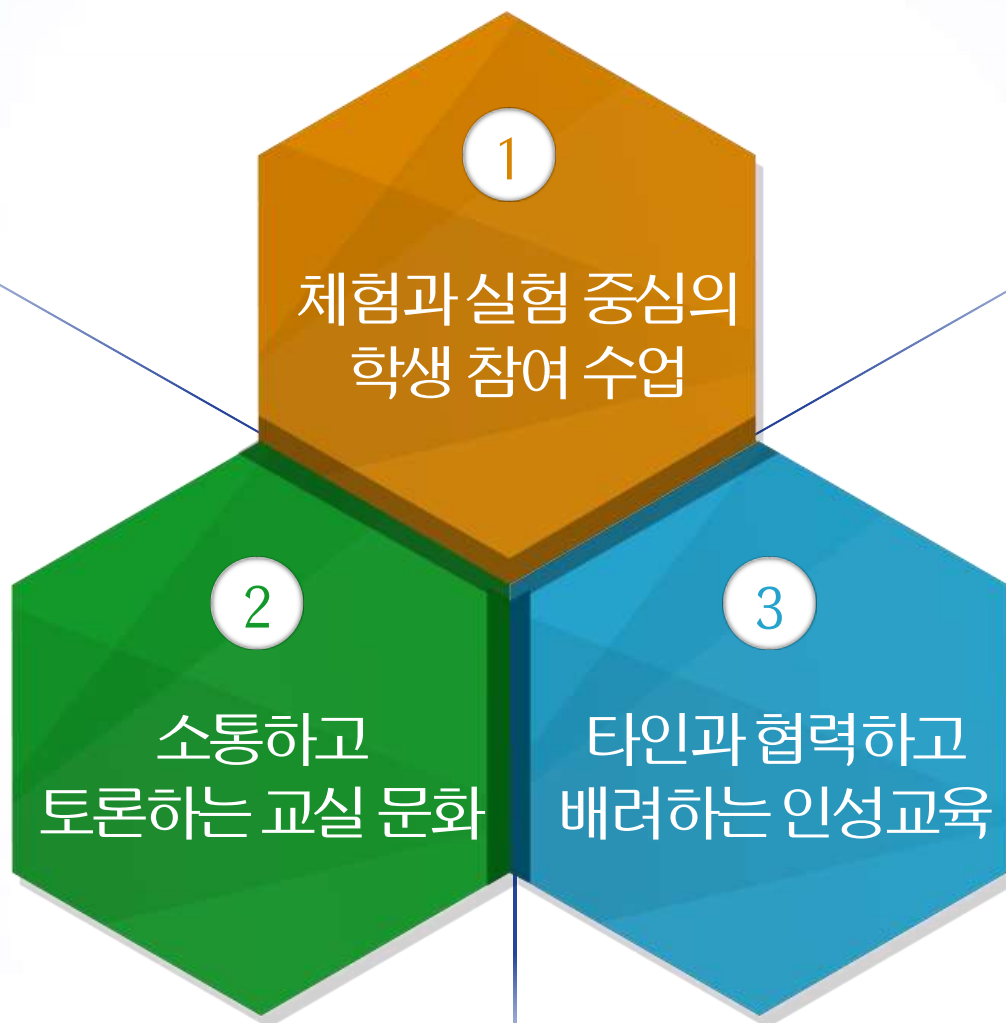 1
체험과 실험 중심의
학생 참여 수업
2
소통하고
토론하는 교실 문화
3
타인과 협력하고
배려하는 인성교육